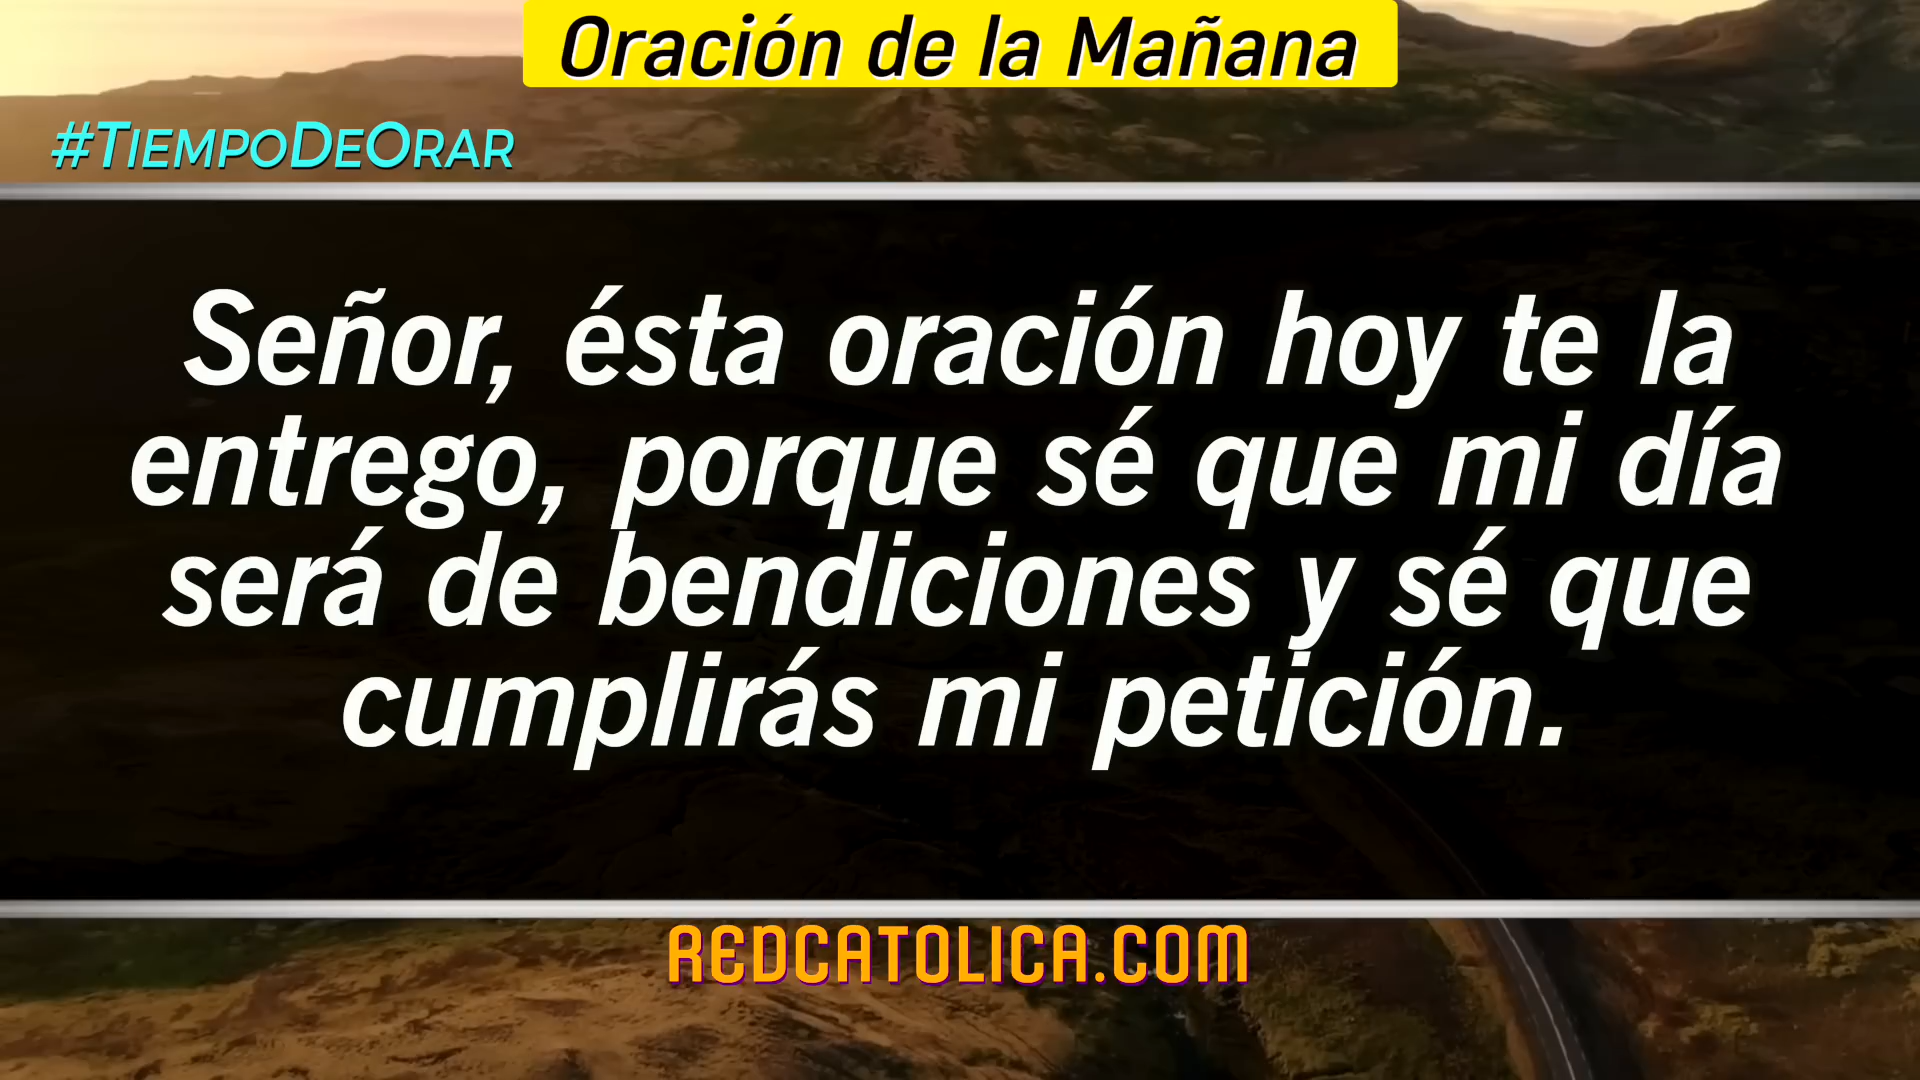 Oración de la Mañana
#TiempoDeOrar
Señor, ésta oración hoy te la
entrego, porque sé que mi día
será de bendiciones y sé que
cumplirás mi petición.
REDCATOLICA.COM